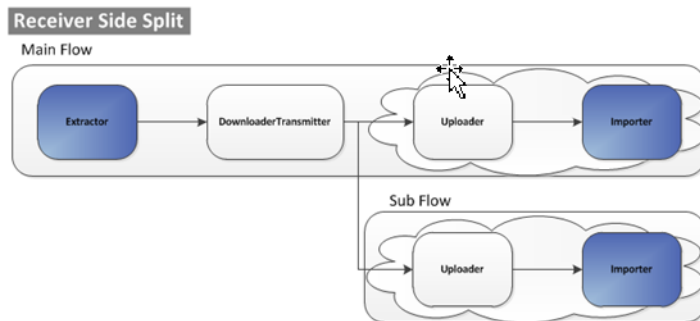 Receiver Side Split
Main Flow
Extractor
DownloaderTransmitter
Uploader
Importer
Sub Flow
Uploader
Importer